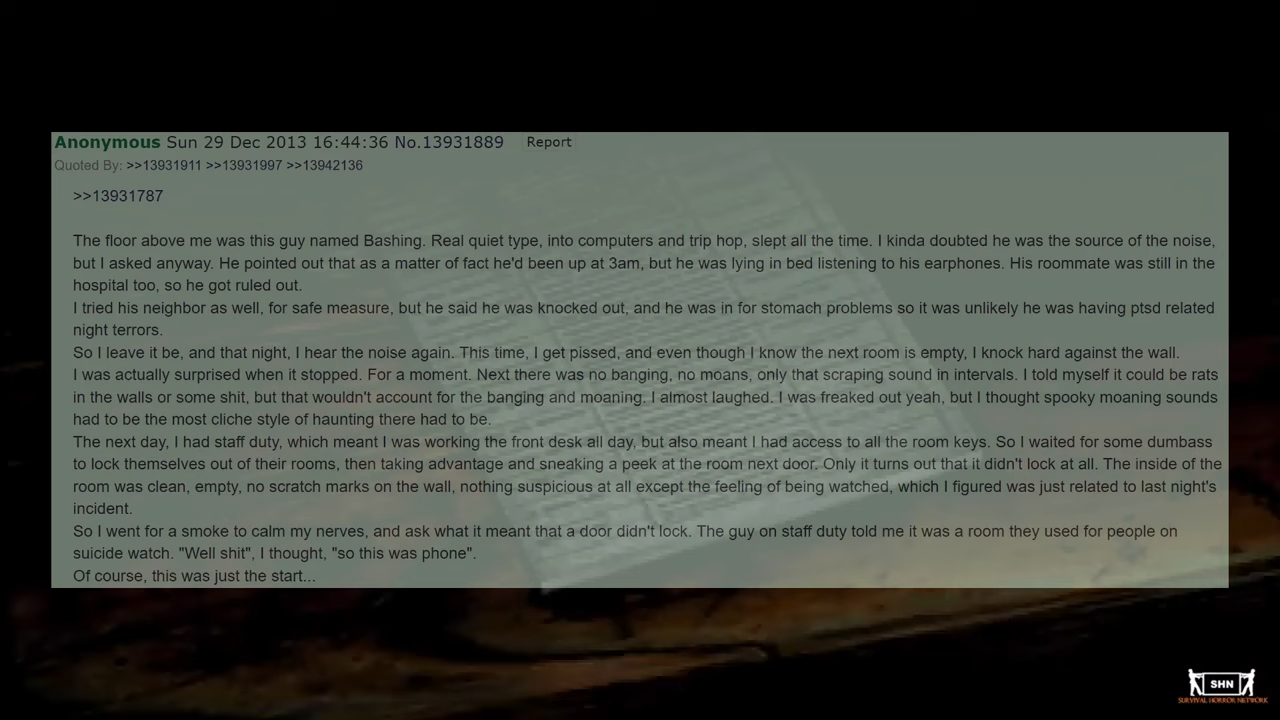 Anonymous Sun 29 Dec 2013 16:44:36 No.13931889 Report
Quoted By: >>13931911 >>13931997 >>13942136
>>13931787
The floor above me was this guy named Bashing. Real quiet type, into computers and trip hop, slept all the time. I kinda doubted he was the source of the noise,
but I asked anyway. He pointed out that as a matter of fact he'd been up at 3am, but he was lying in bed listening to his earphones. His roommate was still in the
hospital too, so he got ruled out.
I tried his neighbor as well, for safe measure, but he said he was knocked out, and he was in for stomach problems so it was unlikely he was having ptsd related
night terrors.
So I leave it be, and that night, I hear the noise again. This time, I get pissed, and even though I know the next room is empty, I knock hard against the wall.
I was actually surprised when it stopped. For a moment. Next there was no banging, no moans, only that scraping sound in intervals. I told myself it could be rats
in the walls or some shit, but that wouldn't account for the banging and moaning. I almost laughed. I was freaked out yeah, but I thought spooky moaning sounds
had to be the most cliche style of haunting there had to be.
The next day, I had staff duty, which meant I was working the front desk all day, but also meant I had access to all the room keys. So I waited for some dumbass
to lock themselves out of their rooms, then taking advantage and sneaking a peek at the room next door. Only it turns out that it didn't lock at all. The inside of the
room was clean, empty, no scratch marks on the wall, nothing suspicious at all except the feeling of being watched, which I figured was just related to last night's
incident.
So I went for a smoke to calm my nerves, and ask what it meant that a door didn't lock. The guy on staff duty told me it was a room they used for people on
suicide watch. "Well shit", I thought, "so this was phone".
Of course, this was just the start...
SHN
SURVIVAL HORROR NETWORK